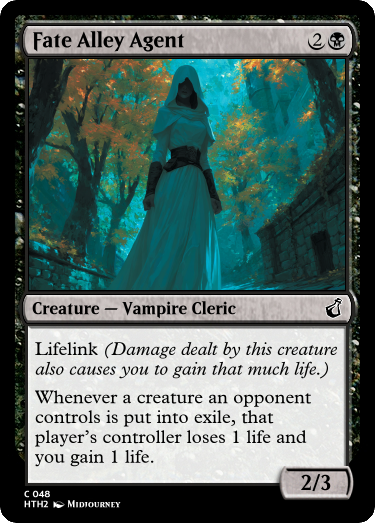 Fate Alley Agent 2
Creature — Vampire Cleric
Lifelink (Damage dealt by this creature
also causes you to gain that much life.)
Whenever a creature an opponent
controls is put into exile, that
player's controller loses 1 life and
you gain 1 life.
2/3
C 048
HTH2 Midjourney